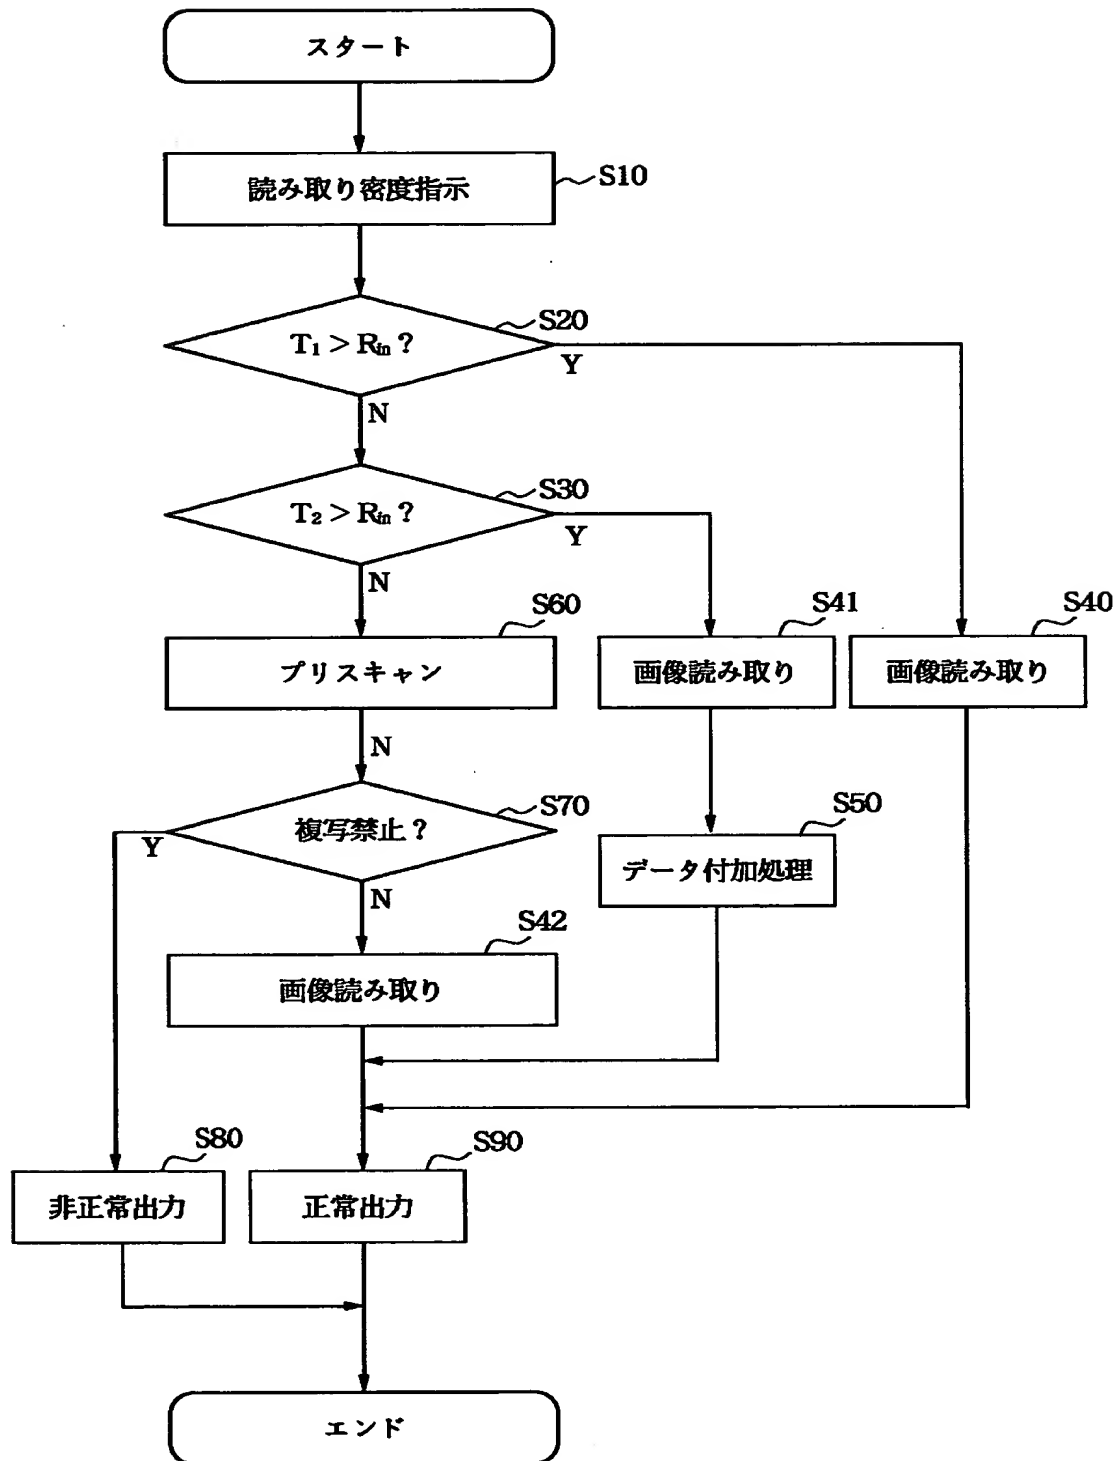 スタート
読み取り密度指示
S10
T₁ > Rin ?
S20
Y
N
T₂ > Rin ?
S30
Y
N
S60
プリスキャン
S41
画像読み取り
S40
画像読み取り
N
複写禁止 ?
S70
Y
N
S50
データ付加処理
S42
画像読み取り
S80
非正常出力
S90
正常出力
エンド